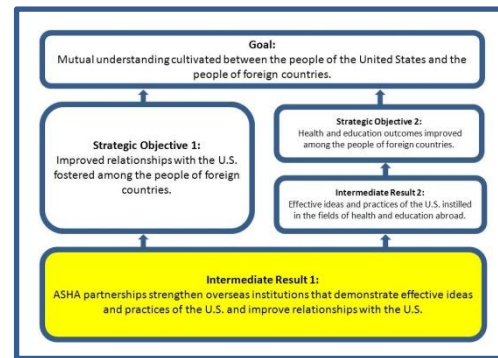 Goal:
Mutual understanding cultivated between the people of the United States and the
people of foreign countries.
Strategic Objective 1:
Improved relationships with the U.S.
fostered among the people of foreign
countries.
Strategic Objective 2:
Health and education outcomes improved
among the people of foreign countries.
Intermediate Result 2:
Effective ideas and practices of the U.S. instilled
in the fields of health and education abroad.
Intermediate Result 1:
ASHA partnerships strengthen overseas institutions that demonstrate effective ideas
and practices of the U.S. and improve relationships with the U.S.